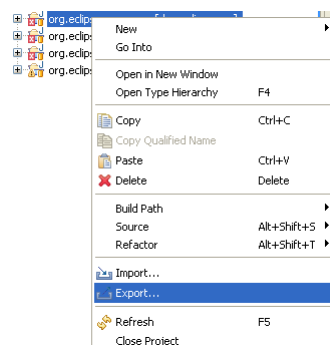 org.eclips
org.eclips
org.eclips
org.eclips
New
Go Into
Open in New Window
Open Type Hierarchy F4
Copy Ctrl+C
Copy Qualified Name
Paste Ctrl+V
Delete Delete
Build Path
Source Alt+Shift+S
Refactor Alt+Shift+T
Import...
Export...
Refresh F5
Close Project